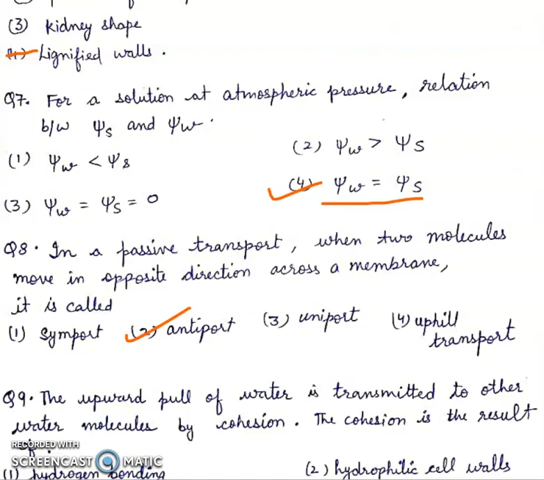 (3) Kidney shape
(4) Lignified walls.
Q7. For a solution at atmospheric pressure, relation
b/w Ψs and Ψw.
(1) Ψw < Ψs
(2) Ψw > Ψs
(3) Ψw = Ψs = 0
(4) Ψw = Ψs
Q8. In a passive transport, when two molecules
move in opposite direction across a membrane,
it is called
(1) symport (2) antiport (3) uniport (4) uphill
transport
Q9. The upward pull of water is transmitted to other
water molecules by cohesion. The cohesion is the result
RECORDED WITH
SCREENCAST MATIC
(1) hydrogen bonding
(2) hydrophilic cell walls